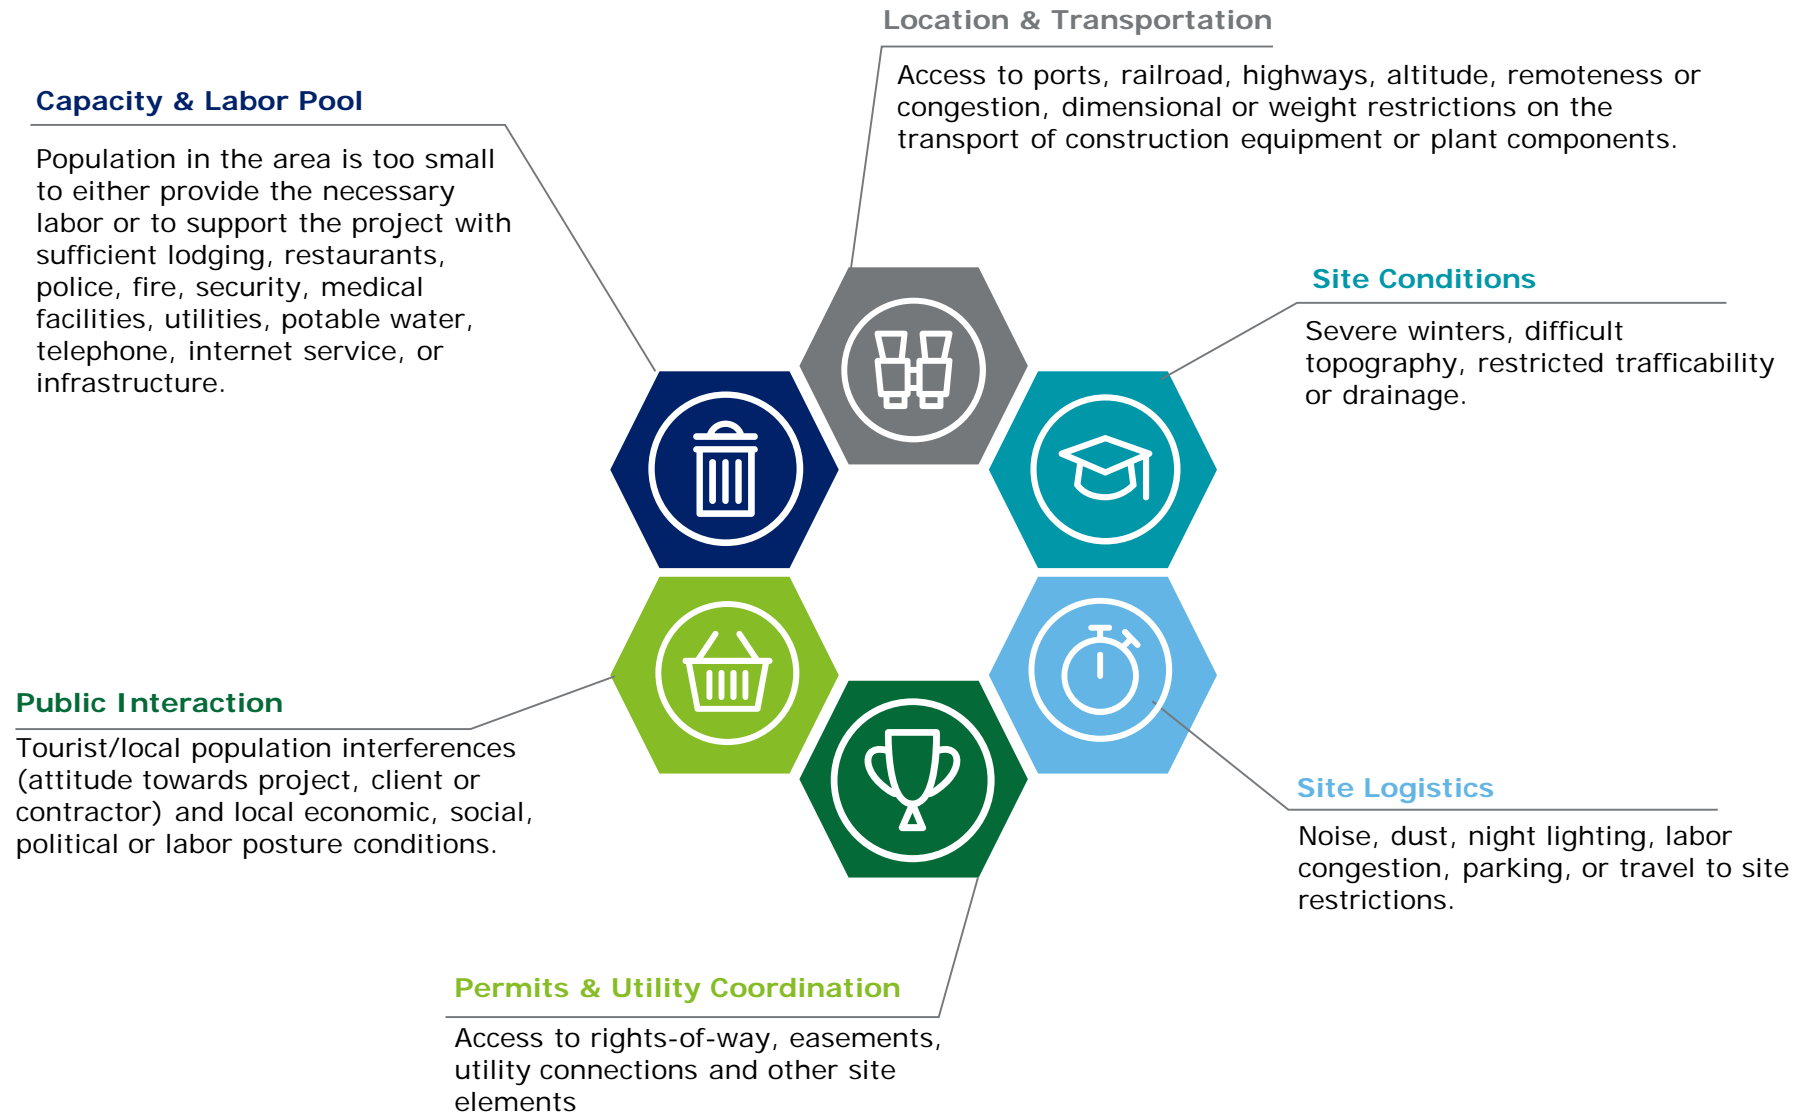 Location & Transportation
Access to ports, railroad, highways, altitude, remoteness or
congestion, dimensional or weight restrictions on the
transport of construction equipment or plant components.
Capacity & Labor Pool
Population in the area is too small
to either provide the necessary
labor or to support the project with
sufficient lodging, restaurants,
police, fire, security, medical
facilities, utilities, potable water,
telephone, internet service, or
infrastructure.
Site Conditions
Severe winters, difficult
topography, restricted trafficability
or drainage.
Public Interaction
Tourist/local population interferences
(attitude towards project, client or
contractor) and local economic, social,
political or labor posture conditions.
Site Logistics
Noise, dust, night lighting, labor
congestion, parking, or travel to site
restrictions.
Permits & Utility Coordination
Access to rights-of-way, easements,
utility connections and other site
elements